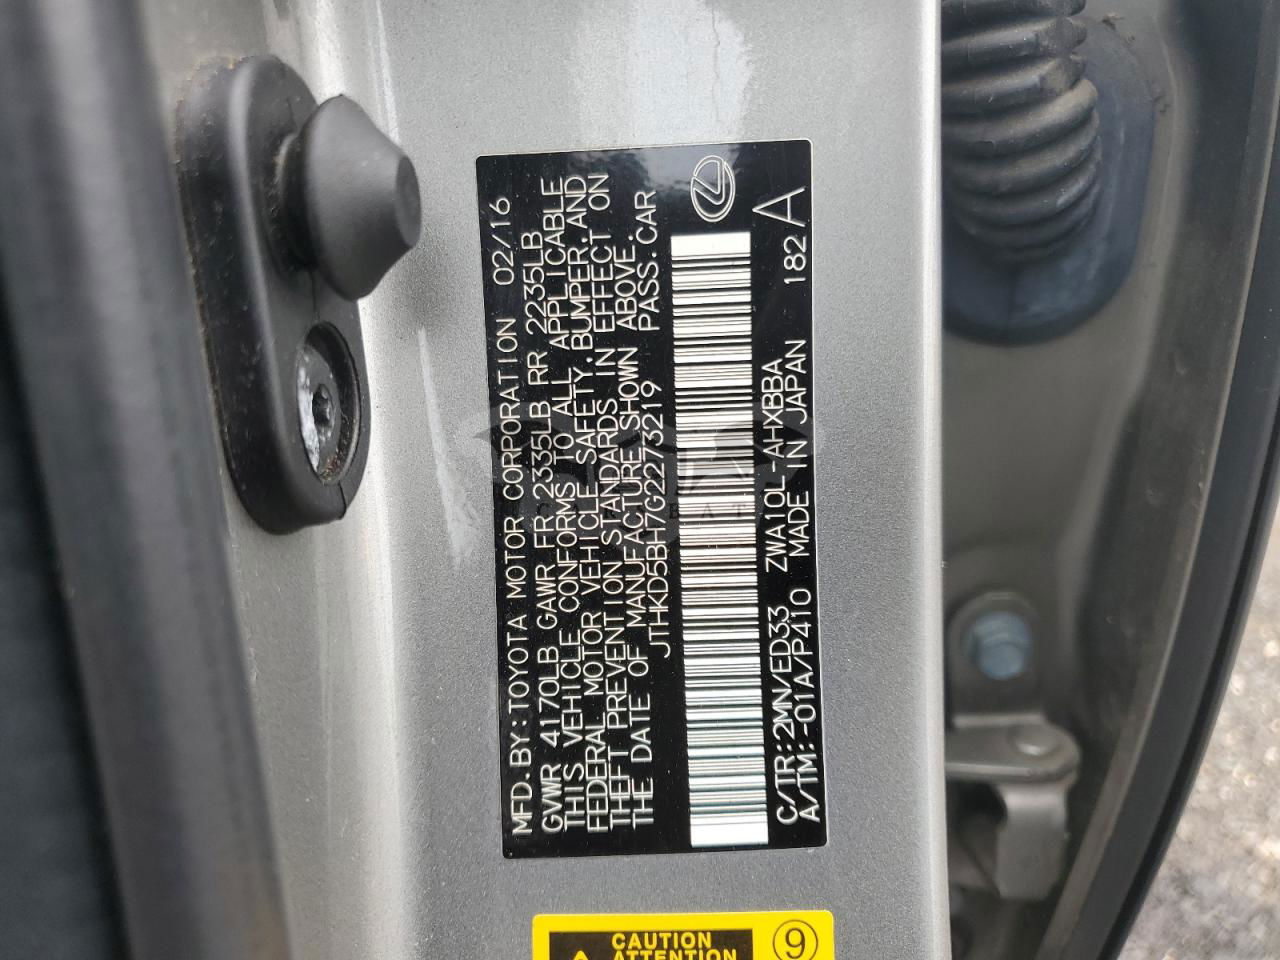 MFD.BY:TOYOTA MOTOR CORPORATION 02/16
GVWR 4170LB GAWR FR 2335LB RR 2235LB
THIS VEHICLE CONFORMS TO ALL APPLICABLE
FEDERAL MOTOR VEHICLE SAFETY,BUMPER,AND
THEFT PREVENTION STANDARDS IN EFFECT ON
THE DATE OF MANUFACTURE SHOWN ABOVE.
JTHKD5BH7G2273219 PASS.CAR
C/TR:2MN/ED33 ZWA10L-AHXBBA 182 A
A/TM:-01A/P410 MADE IN JAPAN
CAUTION
ATTENTION
9